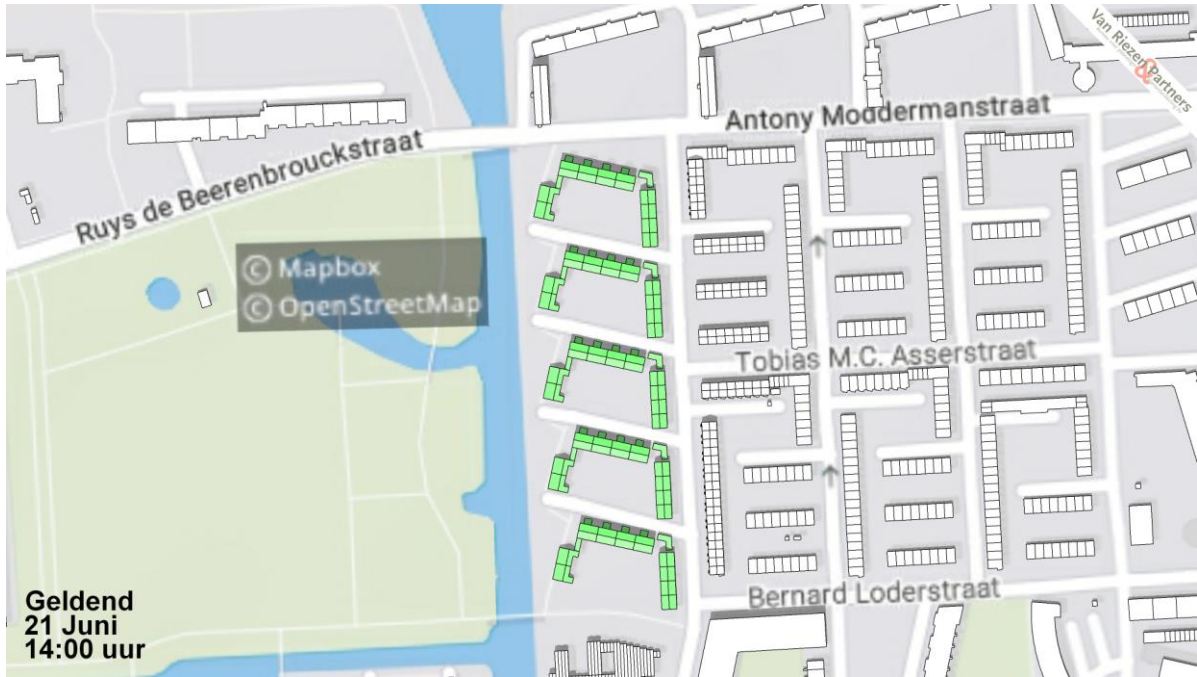 Van Riezen & Partners
Antony Moddermanstraat
Ruys de Beerenbrouckstraat
© Mapbox
© OpenStreetMap
Tobias M.C. Asserstraat
Bernard Loderstraat
Geldend
21 Juni
14:00 uur